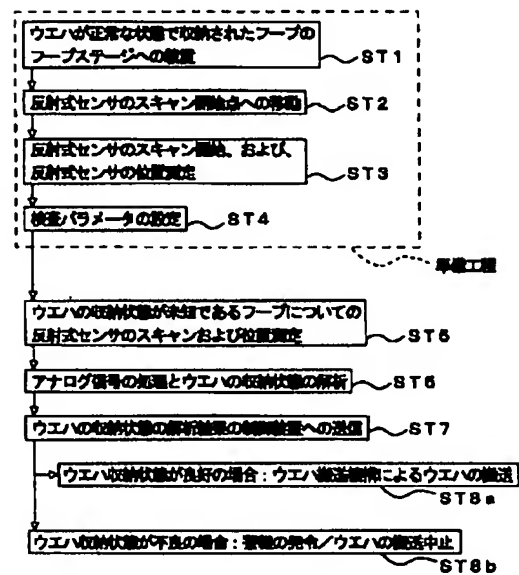 ウエハが正常な状態で収納されたフープの
フープステージへの載置
ST1
反射式センサのスキャン開始点への移動
ST2
反射式センサのスキャン開始、および、
反射式センサの位置測定
ST3
検査パラメータの設定
ST4
準備工程
ウエハの収納状態が未知であるフープについての
反射式センサのスキャンおよび位置測定
ST5
アナログ信号の処理とウエハの収納状態の解析
ST6
ウエハの収納状態の解析結果の制御装置への送信
ST7
ウエハ収納状態が良好の場合：ウエハ搬送機構によるウエハの搬送
ST8a
ウエハ収納状態が不良の場合：警報の発令／ウエハの搬送中止
ST8b